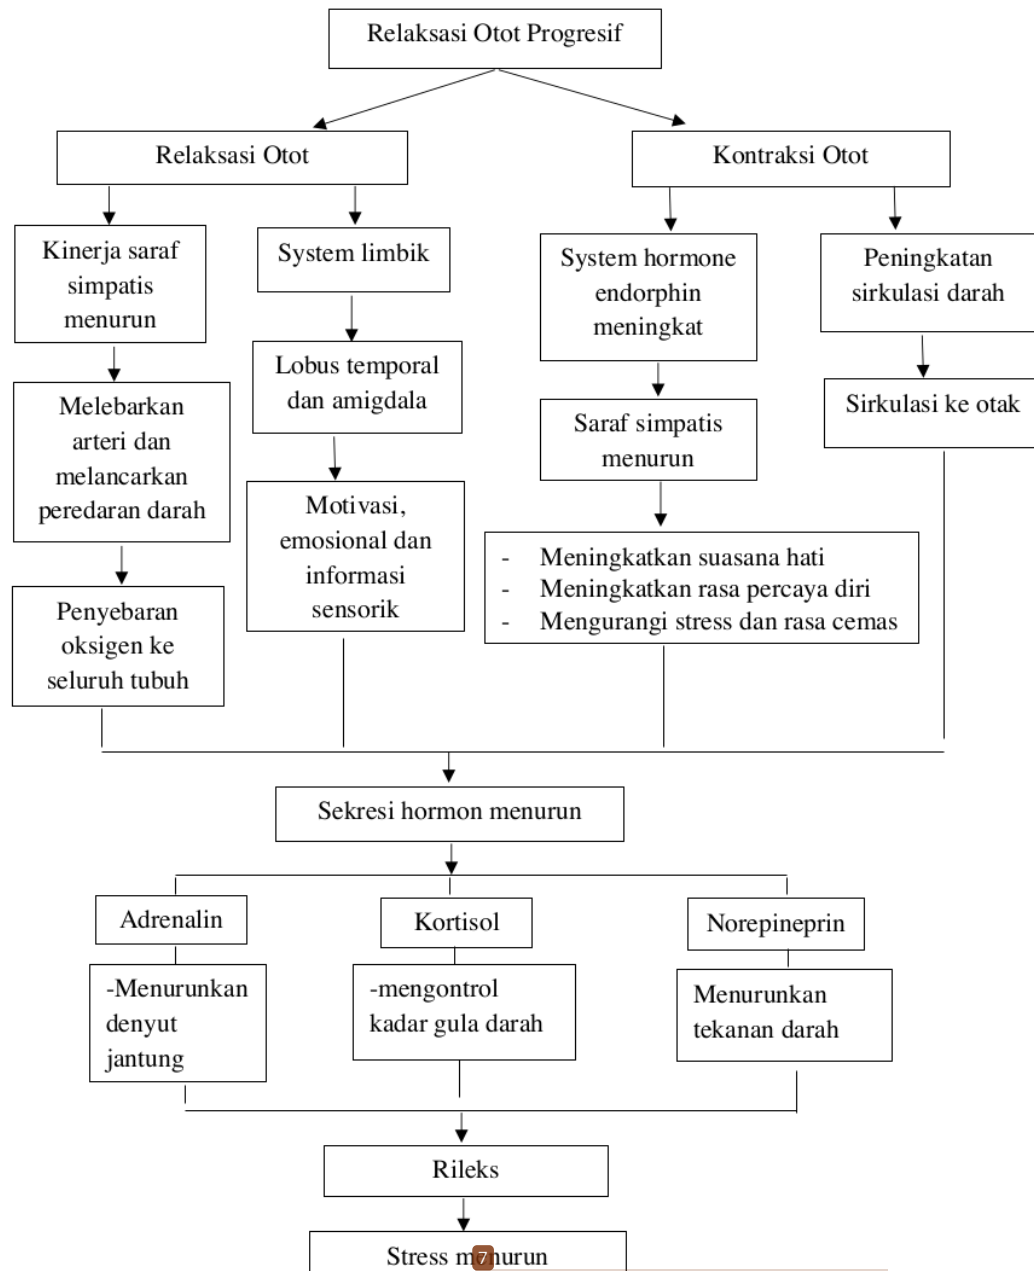 Relaksasi Otot Progresif
Relaksasi Otot
Kontraksi Otot
Kinerja saraf
simpatis
menurun
System limbik
System hormone
endorphin
meningkat
Peningkatan
sirkulasi darah
Melebarkan
arteri dan
melancarkan
peredaran darah
Lobus temporal
dan amigdala
Saraf simpatis
menurun
Sirkulasi ke otak
Penyebaran
oksigen ke
seluruh tubuh
Motivasi,
emosional dan
informasi
sensorik
- Meningkatkan suasana hati
- Meningkatkan rasa percaya diri
- Mengurangi stress dan rasa cemas
Sekresi hormon menurun
Adrenalin
Kortisol
Norepineprin
-Menurunkan
denyut
jantung
-mengontrol
kadar gula darah
Menurunkan
tekanan darah
Rileks
Stress menurun
7